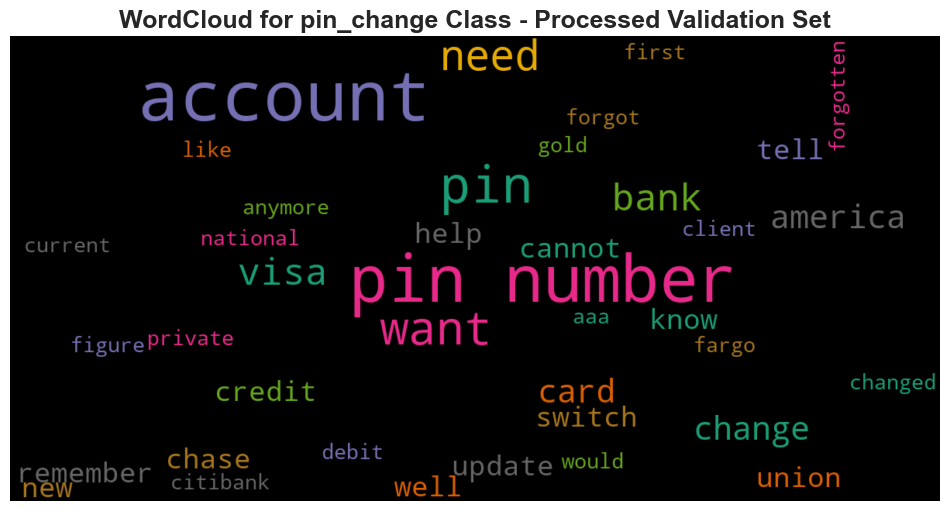 WordCloud for pin_change Class - Processed Validation Set
need
first
forgotten
account
forgot
like
gold
tell
pin
bank
anymore
america
current
national
help
client
cannot
visa
pin number
want
aaa
know
figure
private
fargo
credit
card
changed
switch
change
chase
debit
update
would
remember
citibank
new
well
union